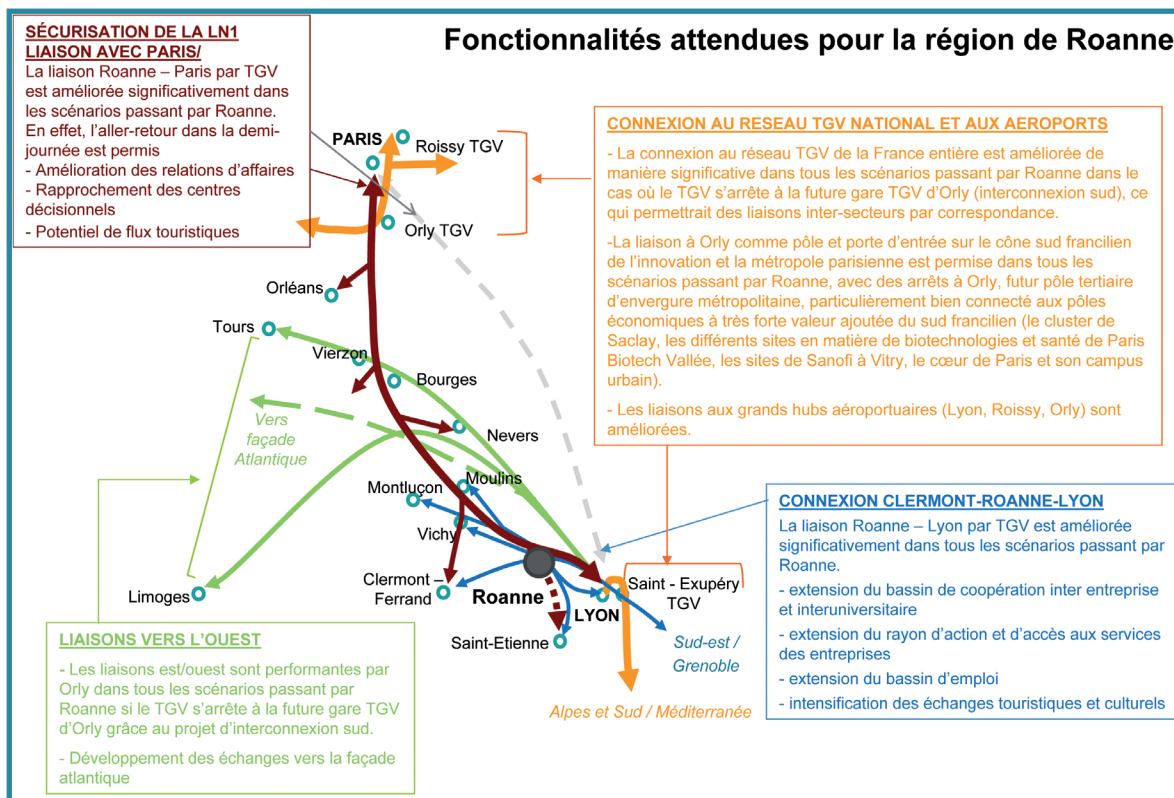 Fonctionnalités attendues pour la région de Roanne
SÉCURISATION DE LA LN1
LIAISON AVEC PARIS/
La liaison Roanne – Paris par TGV
est améliorée significativement dans
les scénarios passant par Roanne.
En effet, l’aller-retour dans la demi-
journée est permis
- Amélioration des relations d’affaires
- Rapprochement des centres
décisionnels
- Potentiel de flux touristiques
CONNEXION AU RESEAU TGV NATIONAL ET AUX AEROPORTS
- La connexion au réseau TGV de la France entière est améliorée de
manière significative dans tous les scénarios passant par Roanne dans le
cas où le TGV s’arrête à la future gare TGV d’Orly (interconnexion sud), ce
qui permettrait des liaisons inter-secteurs par correspondance.
-La liaison à Orly comme pôle et porte d’entrée sur le cône sud francilien
de l’innovation et la métropole parisienne est permise dans tous les
scénarios passant par Roanne, avec des arrêts à Orly, futur pôle tertiaire
d’envergure métropolitaine, particulièrement bien connecté aux pôles
économiques à très forte valeur ajoutée du sud francilien (le cluster de
Saclay, les différents sites en matière de biotechnologies et santé de Paris
Biotech Vallée, les sites de Sanofi à Vitry, le cœur de Paris et son campus
urbain).
- Les liaisons aux grands hubs aéroportuaires (Lyon, Roissy, Orly) sont
améliorées.
PARIS
Roissy TGV
Orly TGV
Orléans
Tours
Vierzon
Bourges
Vers
façade
Atlantique
Nevers
Moulins
Montluçon
Vichy
Clermont –
Ferrand
Roanne
Limoges
LYON
Saint - Exupéry
TGV
Saint-Etienne
Sud-est /
Grenoble
Alpes et Sud / Méditerranée
CONNEXION CLERMONT-ROANNE-LYON
La liaison Roanne – Lyon par TGV est améliorée
significativement dans tous les scénarios passant par
Roanne.
- extension du bassin de coopération inter entreprise
et interuniversitaire
- extension du rayon d’action et d’accès aux services
des entreprises
- extension du bassin d’emploi
- intensification des échanges touristiques et culturels
LIAISONS VERS L’OUEST
- Les liaisons est/ouest sont performantes par
Orly dans tous les scénarios passant par
Roanne si le TGV s’arrête à la future gare TGV
d’Orly grâce au projet d’interconnexion sud.
- Développement des échanges vers la façade
atlantique